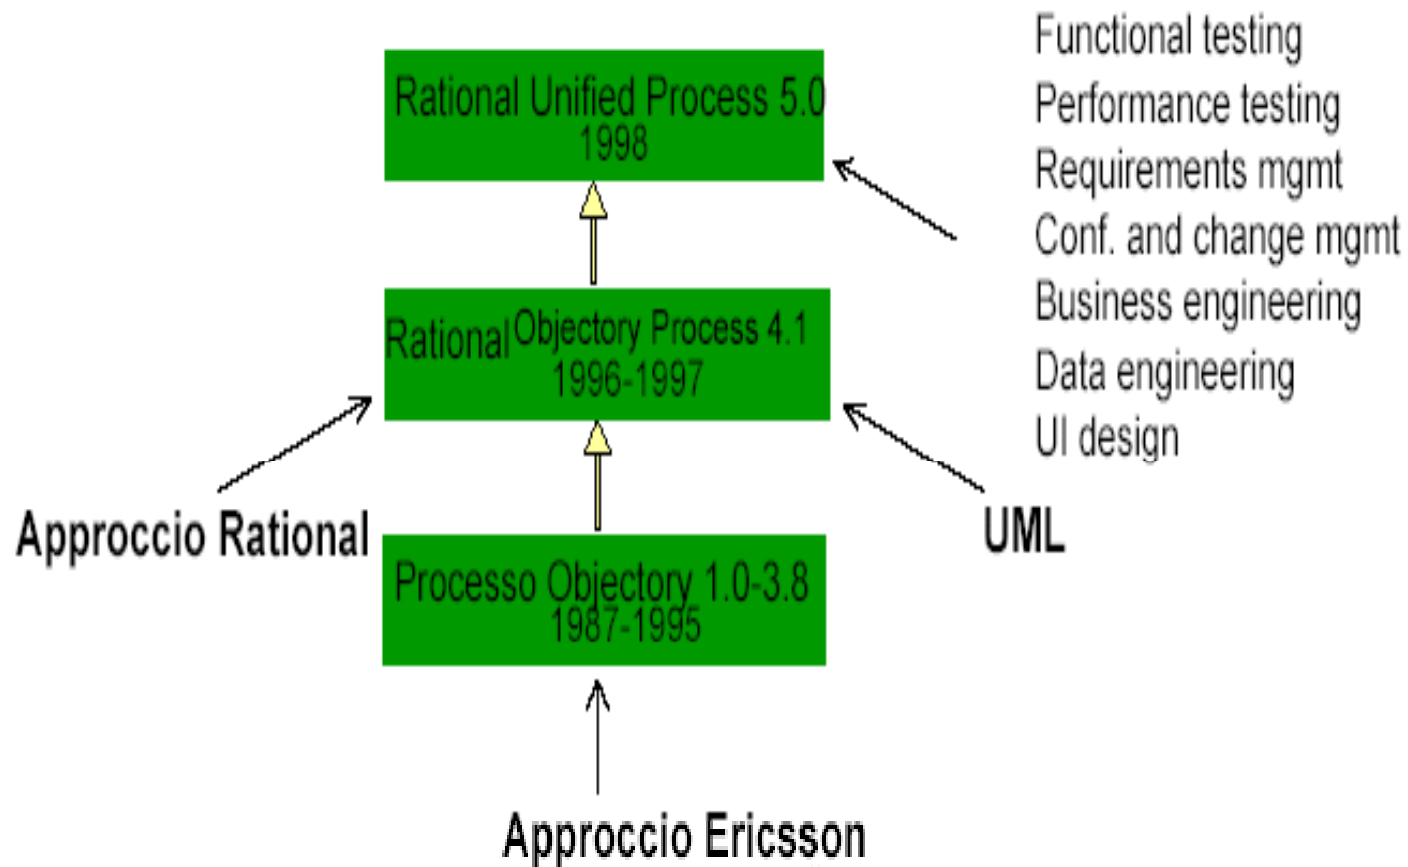 Functional testing
Performance testing
Requirements mgmt
Conf. and change mgmt
Business engineering
Data engineering
UI design
Rational Unified Process 5.0
1998
Rational Objectory Process 4.1
1996-1997
Approccio Rational
UML
Processo Objectory 1.0-3.8
1987-1995
Approccio Ericsson